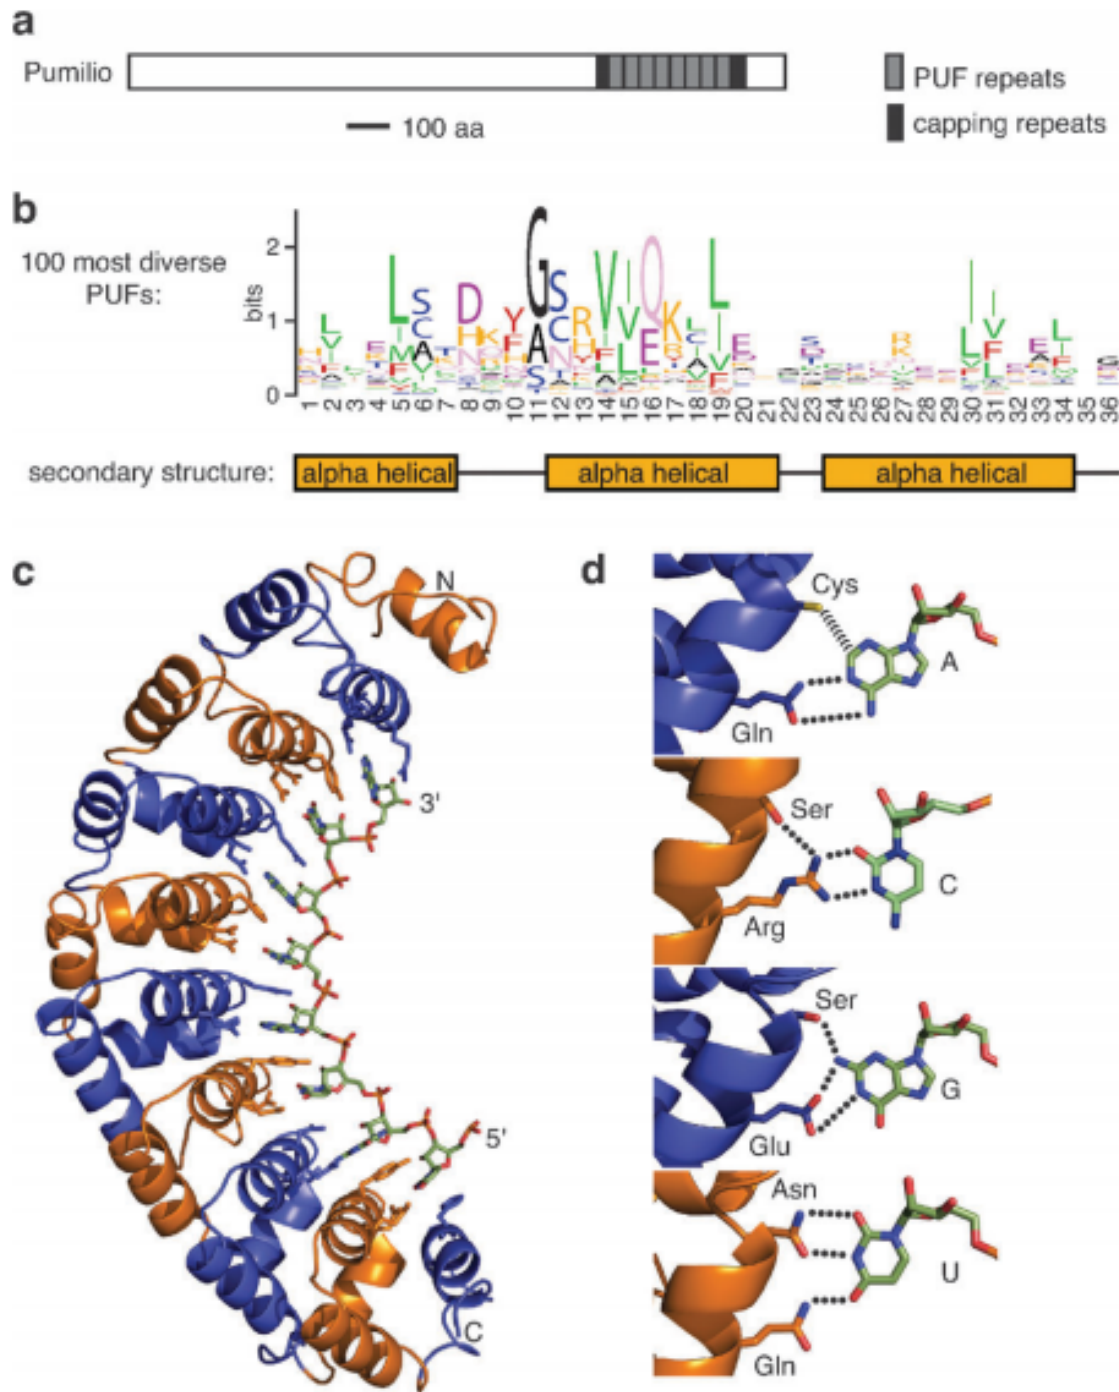 a
Pumilio
100 aa
PUF repeats
capping repeats
b
100 most diverse
PUFs:
bits
2
1
0
1 2 3 4 5 6 7 8 9 10 11 12 13 14 15 16 17 18 19 20 21 22 23 24 25 26 27 28 29 30 31 32 33 34 35 36
secondary structure: alpha helical alpha helical alpha helical
c
N
3'
5'
C
d
Cys
A
Gln
Ser
C
Arg
Ser
G
Glu
Asn
U
Gln